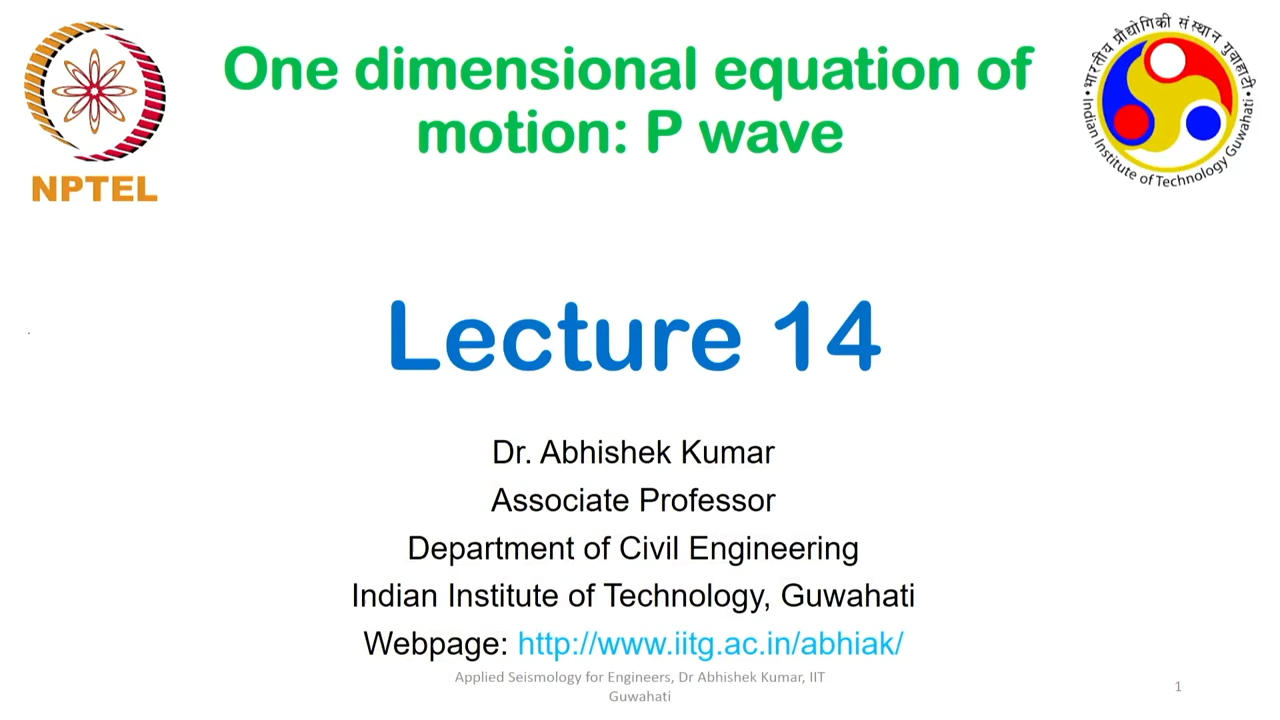 One dimensional equation of
motion: P wave
NPTEL
भारतीय प्रौद्योगिकी संस्थान गुवाहाटी
Indian Institute of Technology Guwahati
Lecture 14
Dr. Abhishek Kumar
Associate Professor
Department of Civil Engineering
Indian Institute of Technology, Guwahati
Webpage: http://www.iitg.ac.in/abhiak/
Applied Seismology for Engineers, Dr Abhishek Kumar, IIT
Guwahati
1